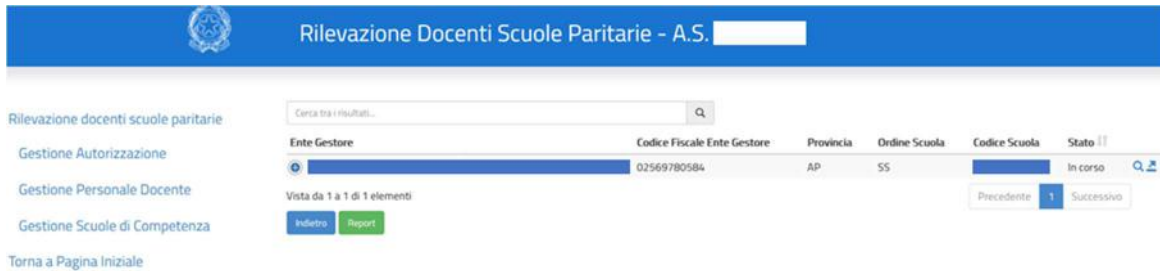 Rilevazione Docenti Scuole Paritarie - A.S.
Rilevazione docenti scuole paritarie
Gestione Autorizzazione
Gestione Personale Docente
Gestione Scuole di Competenza
Torna a Pagina Iniziale
Cerca tra i risultati...
Ente Gestore Codice Fiscale Ente Gestore Provincia Ordine Scuola Codice Scuola Stato
02569780584 AP SS In corso
Vista da 1 a 1 di 1 elementi
Precedente 1 Successivo
Indietro Report